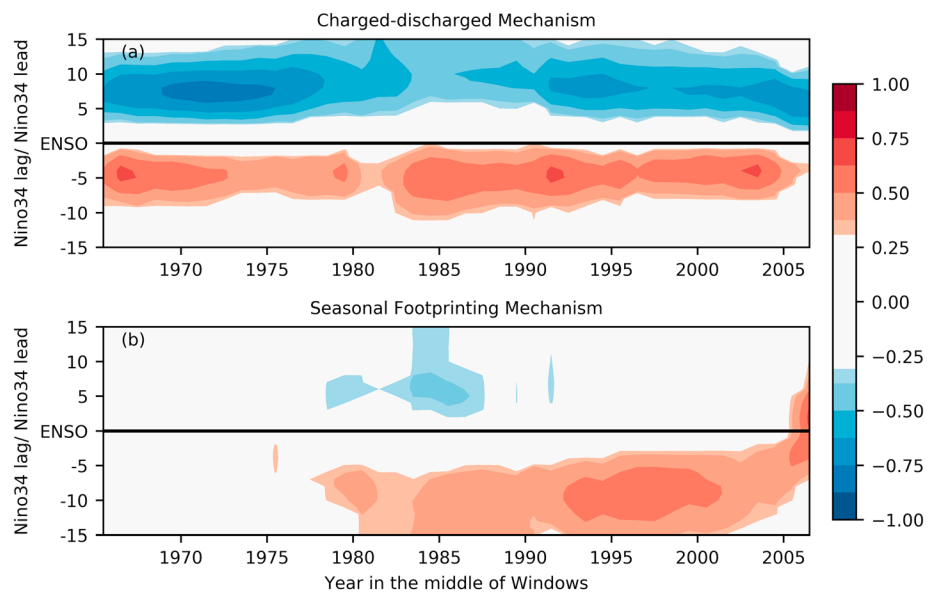 Charged-discharged Mechanism
(a)
Nino34 lag/ Nino34 lead
15
10
5
ENSO
-5
-10
-15
1970 1975 1980 1985 1990 1995 2000 2005
Seasonal Footprinting Mechanism
(b)
Nino34 lag/ Nino34 lead
15
10
5
ENSO
-5
-10
-15
1970 1975 1980 1985 1990 1995 2000 2005
Year in the middle of Windows
1.00
0.75
0.50
0.25
0.00
−0.25
−0.50
−0.75
−1.00